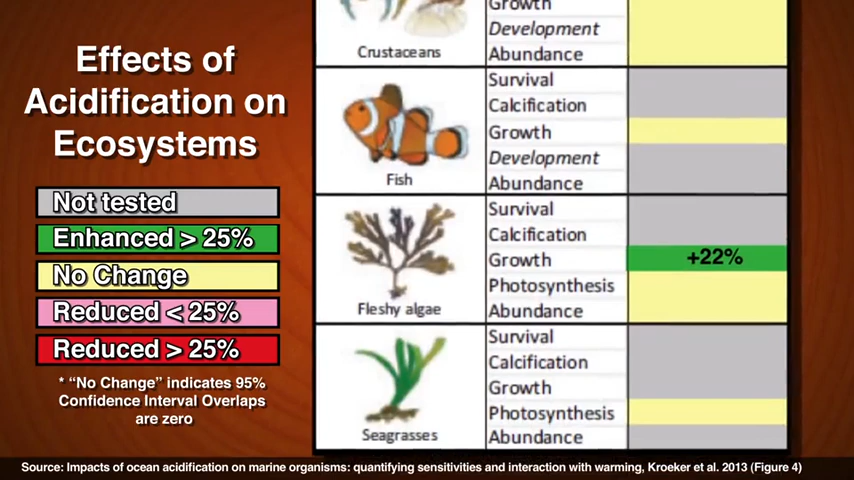 Effects of
Acidification on
Ecosystems
Not tested
Enhanced > 25%
No Change
Reduced < 25%
Reduced > 25%
* “No Change” indicates 95%
Confidence Interval Overlaps
are zero
Crustaceans
Growth
Development
Abundance
Fish
Survival
Calcification
Growth
Development
Abundance
Fleshy algae
Survival
Calcification
Growth +22%
Photosynthesis
Abundance
Seagrasses
Survival
Calcification
Growth
Photosynthesis
Abundance
Source: Impacts of ocean acidification on marine organisms: quantifying sensitivities and interaction with warming, Kroeker et al. 2013 (Figure 4)